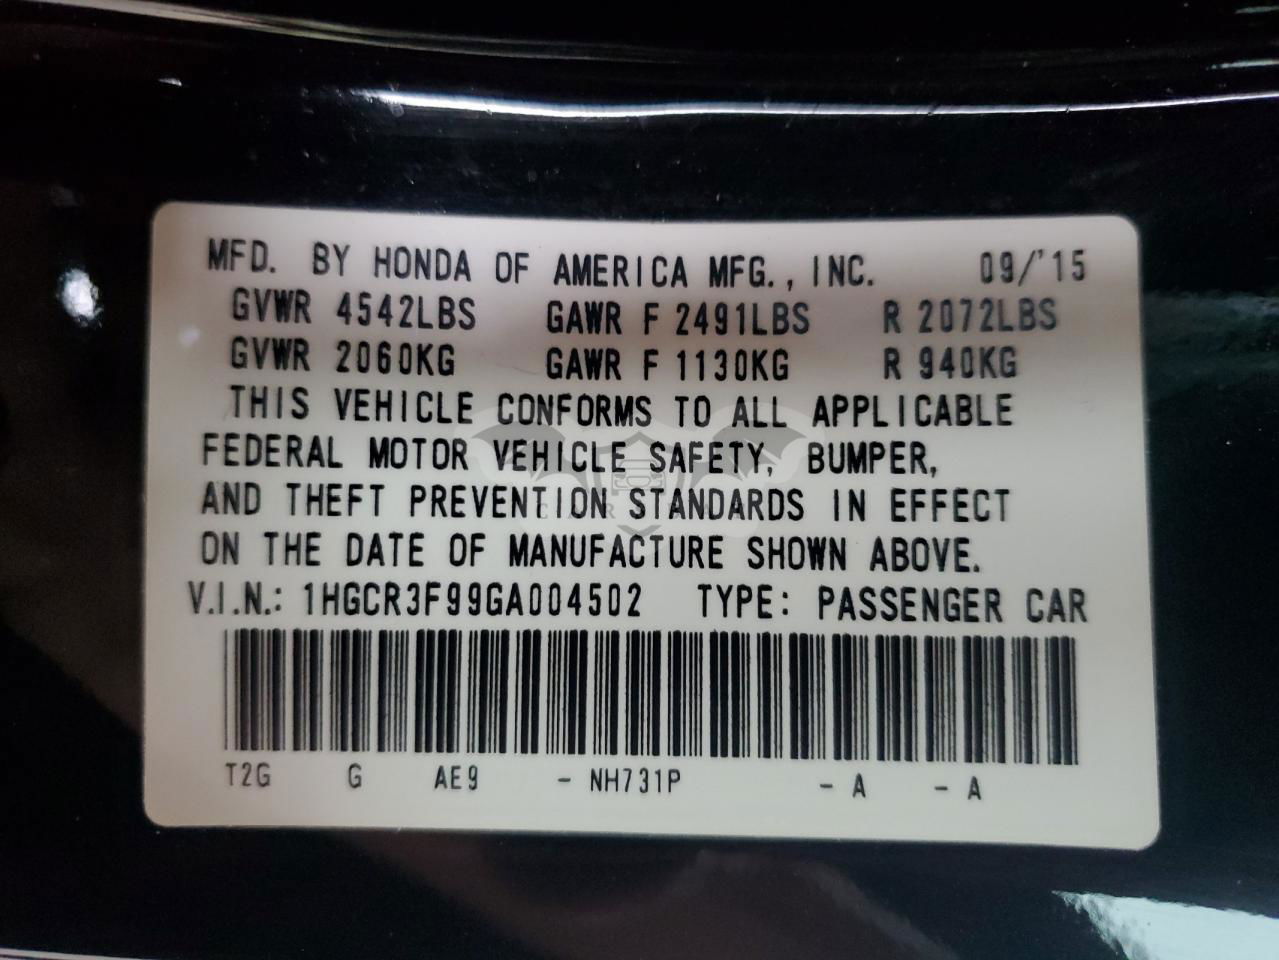 MFD. BY HONDA OF AMERICA MFG., INC. 09/'15
GVWR 4542LBS GAWR F 2491LBS R 2072LBS
GVWR 2060KG GAWR F 1130KG R 940KG
THIS VEHICLE CONFORMS TO ALL APPLICABLE
FEDERAL MOTOR VEHICLE SAFETY, BUMPER,
AND THEFT PREVENTION STANDARDS IN EFFECT
ON THE DATE OF MANUFACTURE SHOWN ABOVE.
V.I.N.: 1HGCR3F99GA004502 TYPE: PASSENGER CAR
T2G G AE9 - NH731P - A - A